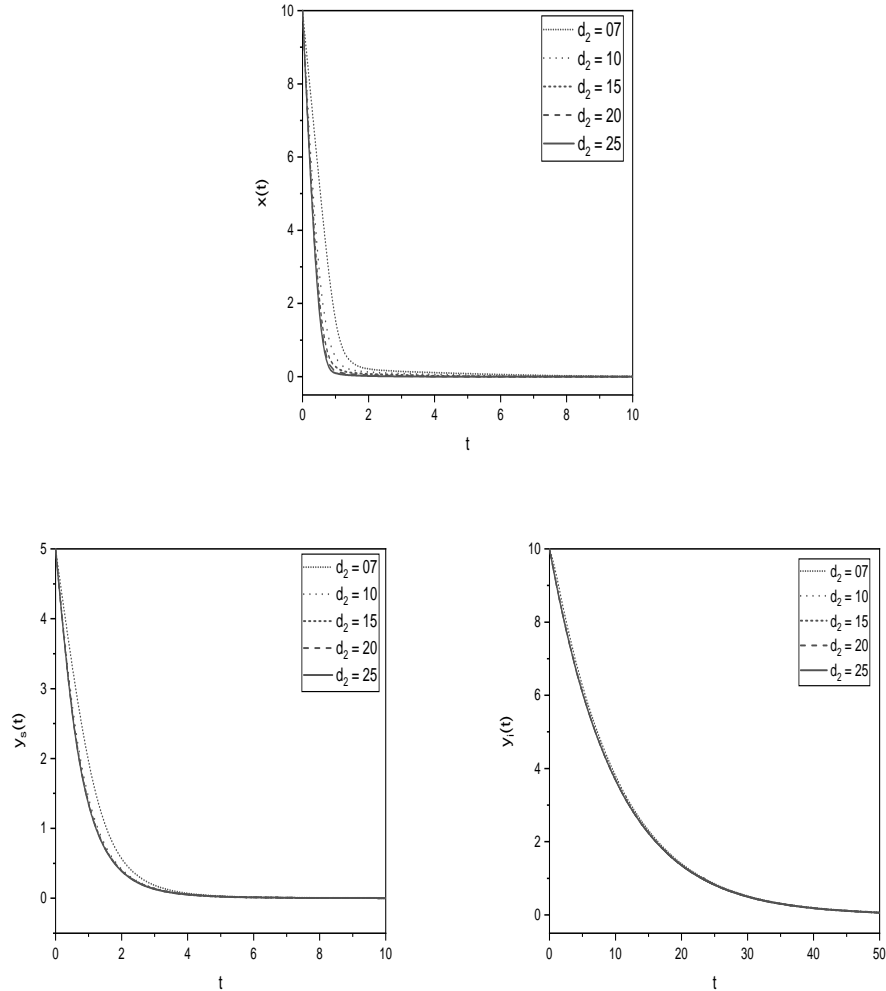 10
8
6
4
2
0
x(t)
0 2 4 6 8 10
t
d₂ = 07
d₂ = 10
d₂ = 15
d₂ = 20
d₂ = 25
5
4
3
2
1
0
yₛ(t)
0 2 4 6 8 10
t
d₂ = 07
d₂ = 10
d₂ = 15
d₂ = 20
d₂ = 25
10
8
6
4
2
0
yᵢ(t)
0 10 20 30 40 50
t
d₂ = 07
d₂ = 10
d₂ = 15
d₂ = 20
d₂ = 25